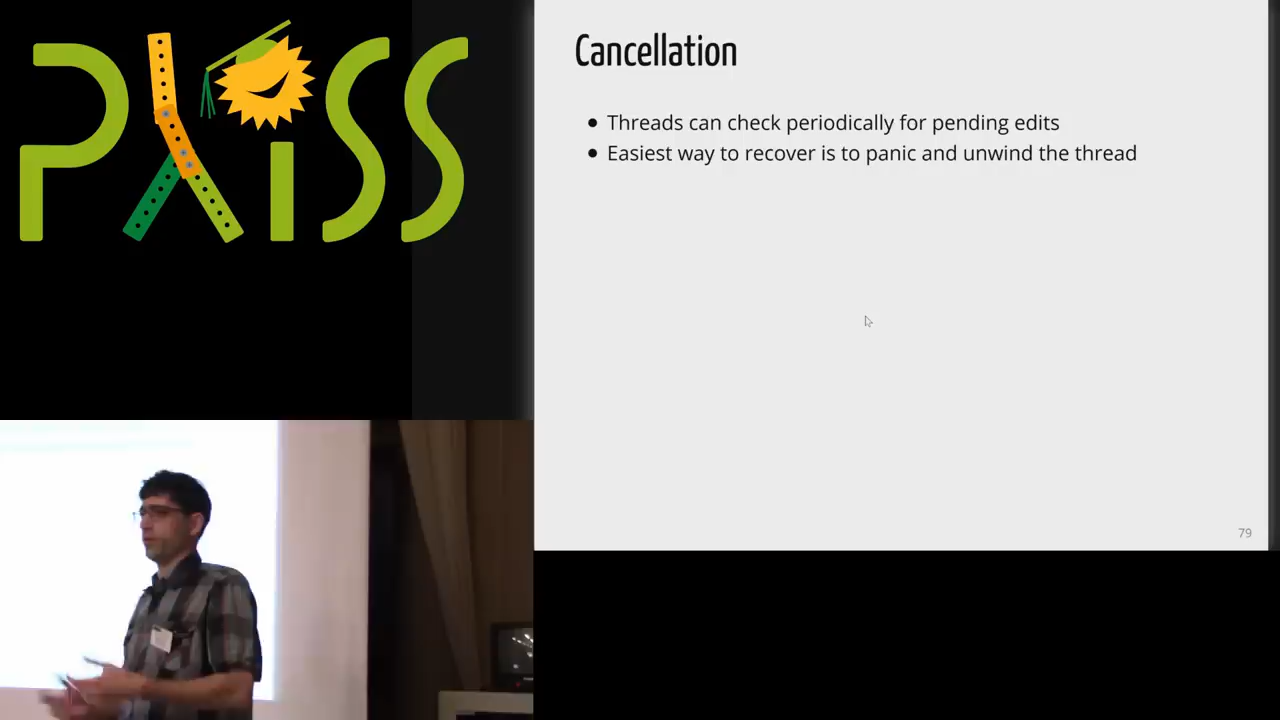 PLISS
Cancellation
● Threads can check periodically for pending edits
● Easiest way to recover is to panic and unwind the thread
79